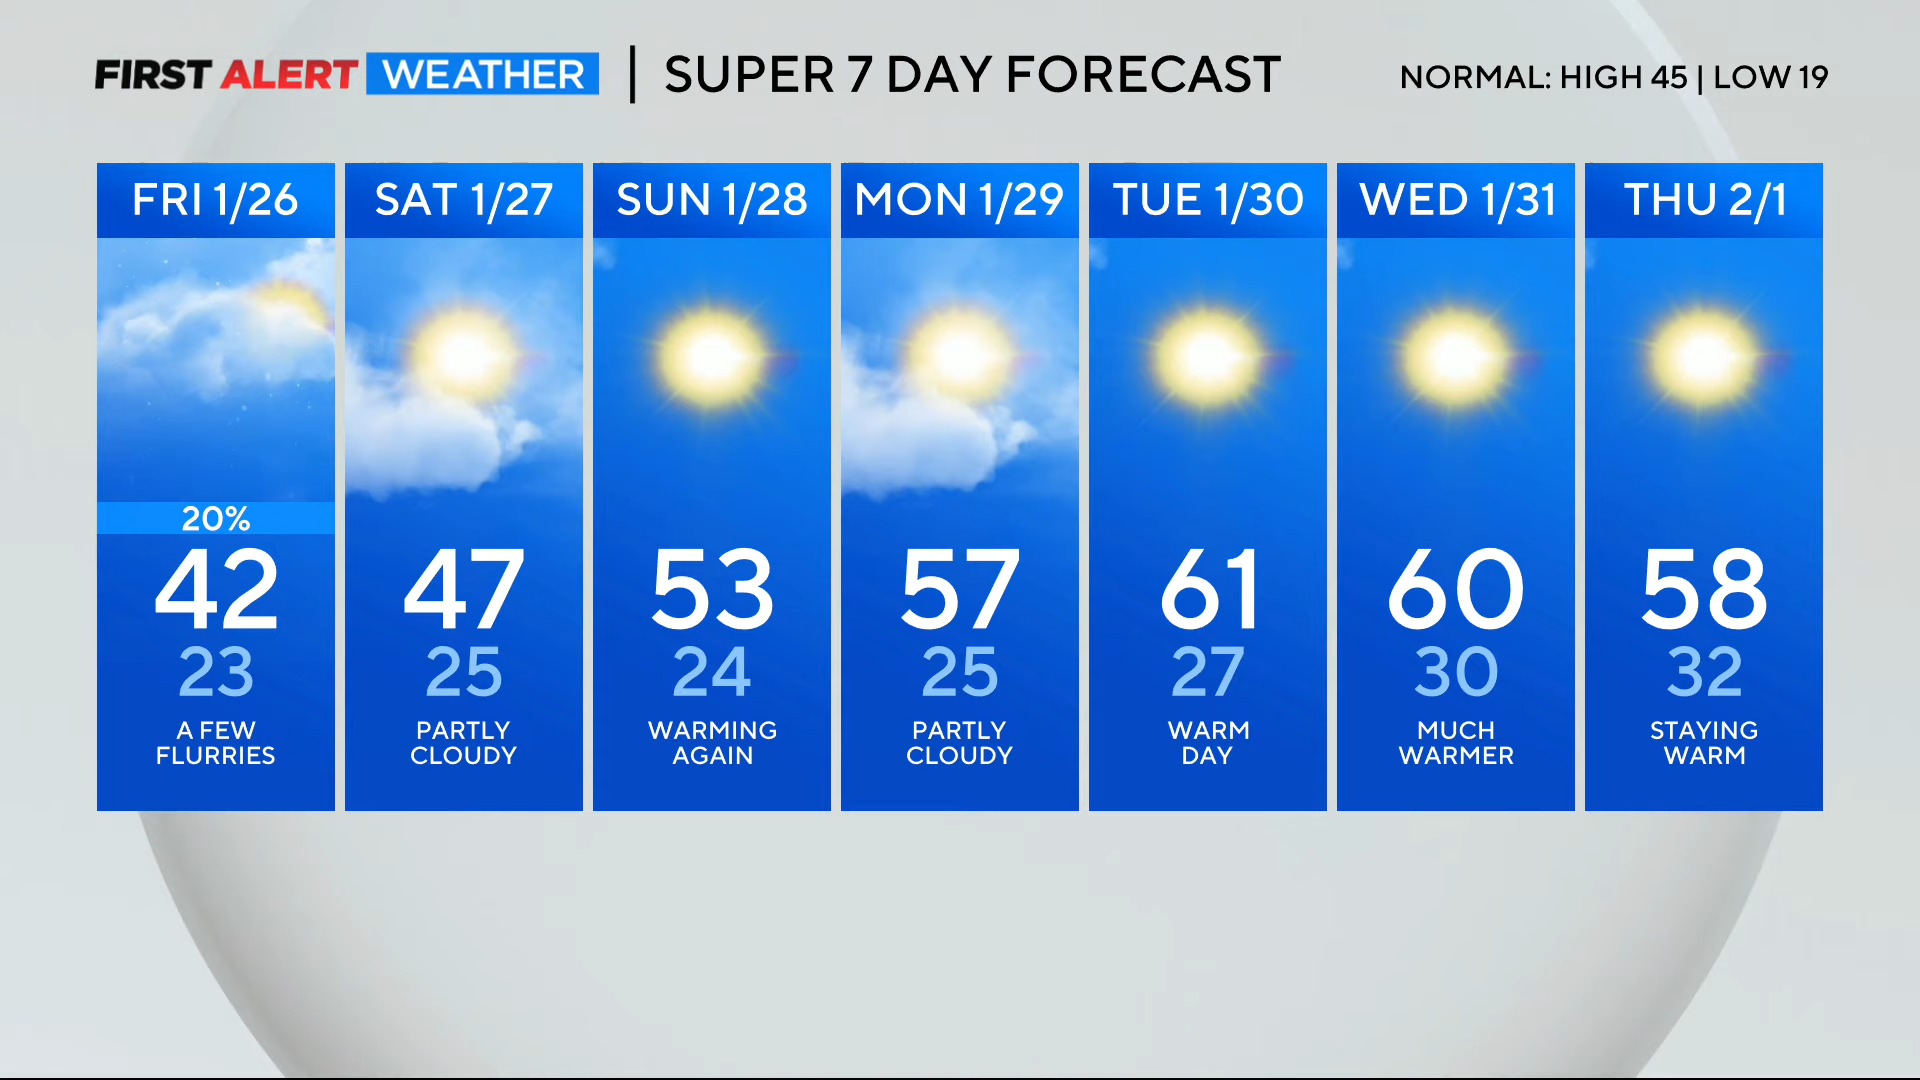 FIRST ALERT WEATHER | SUPER 7 DAY FORECAST
NORMAL: HIGH 45 | LOW 19
FRI 1/26
20%
42
23
A FEW
FLURRIES
SAT 1/27
47
25
PARTLY
CLOUDY
SUN 1/28
53
24
WARMING
AGAIN
MON 1/29
57
25
PARTLY
CLOUDY
TUE 1/30
61
27
WARM
DAY
WED 1/31
60
30
MUCH
WARMER
THU 2/1
58
32
STAYING
WARM